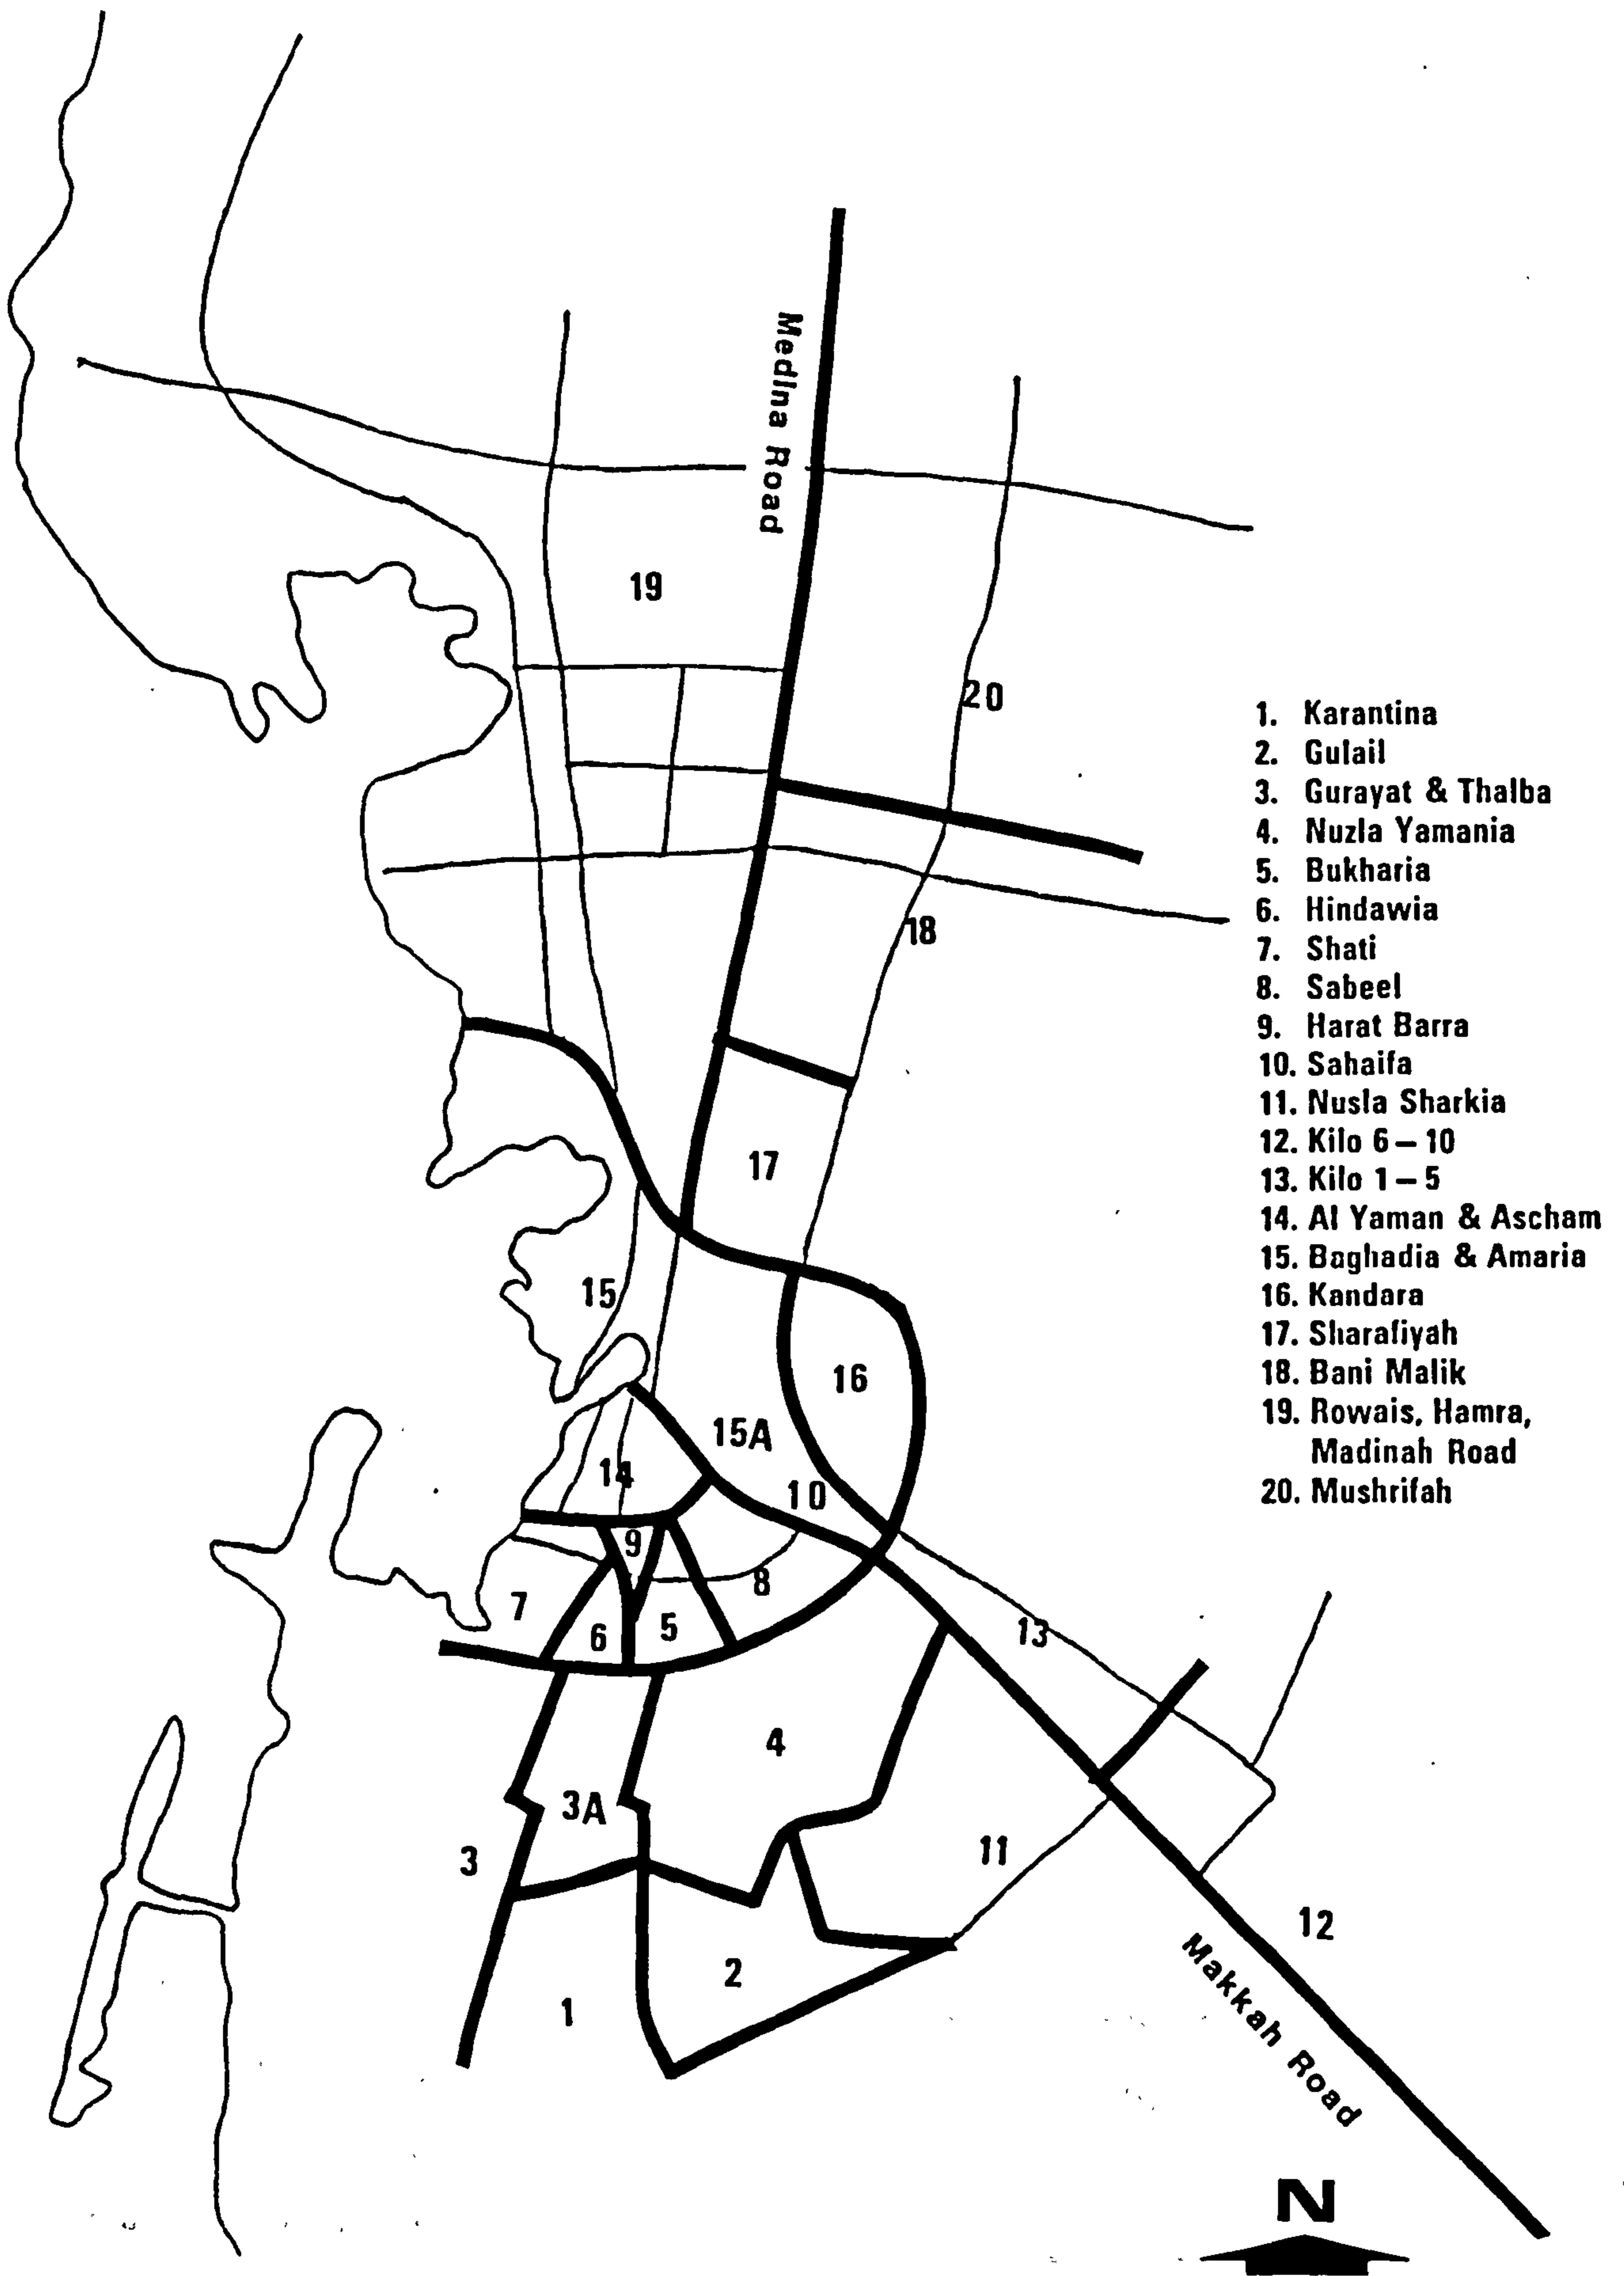 Medina Road
19
20
1. Karantina
2. Gulail
3. Gurayat & Thalba
4. Nuzla Yamania
5. Bukharia
6. Hindawia
7. Shati
8. Sabeel
9. Harat Barra
10. Sahaifa
11. Nusla Sharkia
12. Kilo 6 – 10
13. Kilo 1 – 5
14. Al Yaman & Ascham
15. Baghadia & Amaria
16. Kandara
17. Sharafiyah
18. Bani Malik
19. Rowais, Hamra,
Madinah Road
20. Mushrifah
18
17
15
16
15A
14
10
9
8
7
6
5
13
4
3A
3
11
12
2
1
Makkah Road
N